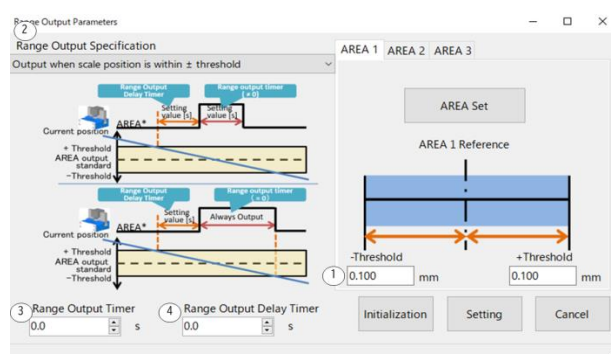 Range Output Parameters
2
Range Output Specification
Output when scale position is within ± threshold
Range Output
Delay Timer
Range output timer
( ≠ 0)
Setting
value [s]
Setting
value [s]
AREA*
Current position
+ Threshold
AREA output
standard
−Threshold
Range Output
Delay Timer
Range output timer
( = 0)
Setting
value [s]
Always Output
AREA*
Current position
+ Threshold
AREA output
standard
−Threshold
3
Range Output Timer
0.0
s
4
Range Output Delay Timer
0.0
s
AREA 1
AREA 2
AREA 3
AREA Set
AREA 1 Reference
-Threshold
+Threshold
1
0.100
mm
0.100
mm
Initialization
Setting
Cancel